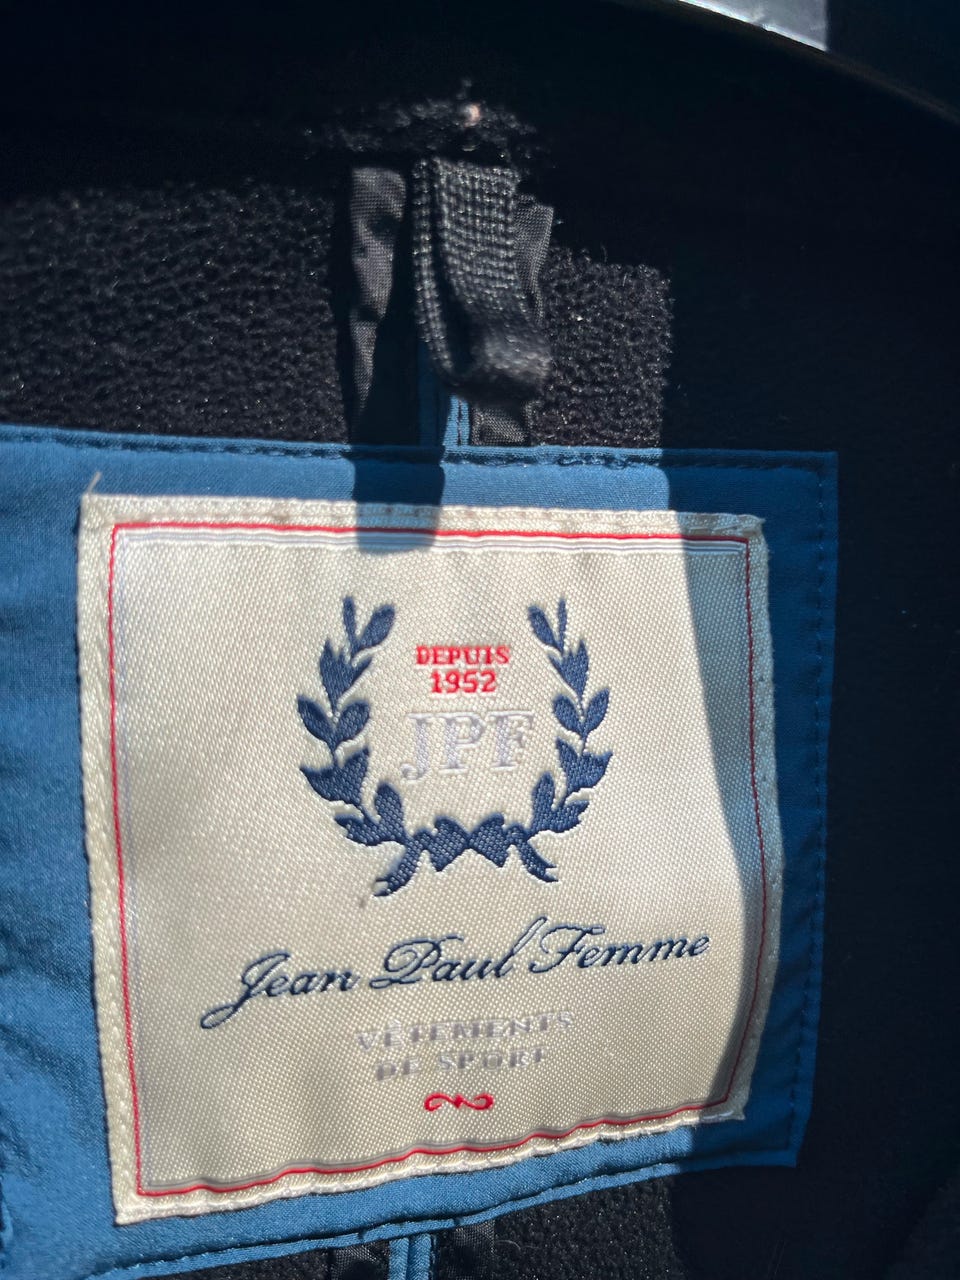 DEPUIS
1952
JPF
Jean Paul Femme
VÊTEMENTS
DE SPORT